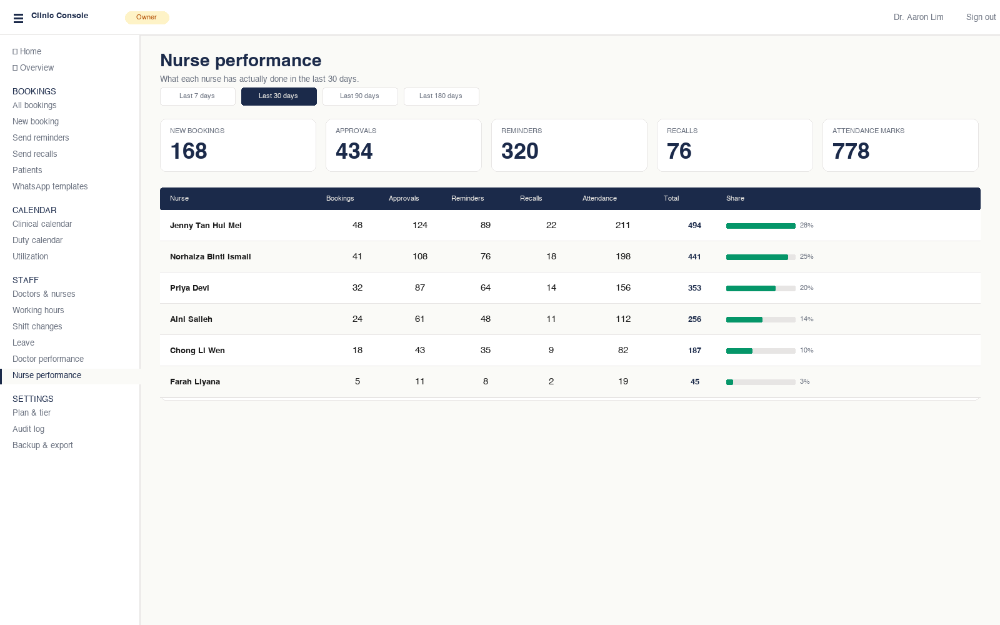 Clinic Console
Owner
Dr. Aaron Lim
Sign out
Home
Overview
BOOKINGS
All bookings
New booking
Send reminders
Send recalls
Patients
WhatsApp templates
CALENDAR
Clinical calendar
Duty calendar
Utilization
STAFF
Doctors & nurses
Working hours
Shift changes
Leave
Doctor performance
Nurse performance
SETTINGS
Plan & tier
Audit log
Backup & export
Nurse performance
What each nurse has actually done in the last 30 days.
Last 7 days Last 30 days Last 90 days Last 180 days
NEW BOOKINGS APPROVALS REMINDERS RECALLS ATTENDANCE MARKS
168 434 320 76 778
Nurse Bookings Approvals Reminders Recalls Attendance Total Share
Jenny Tan Hui Mei 48 124 89 22 211 494 28%
Norhaiza Binti Ismail 41 108 76 18 198 441 25%
Priya Devi 32 87 64 14 156 353 20%
Aini Salleh 24 61 48 11 112 256 14%
Chong Li Wen 18 43 35 9 82 187 10%
Farah Liyana 5 11 8 2 19 45 3%